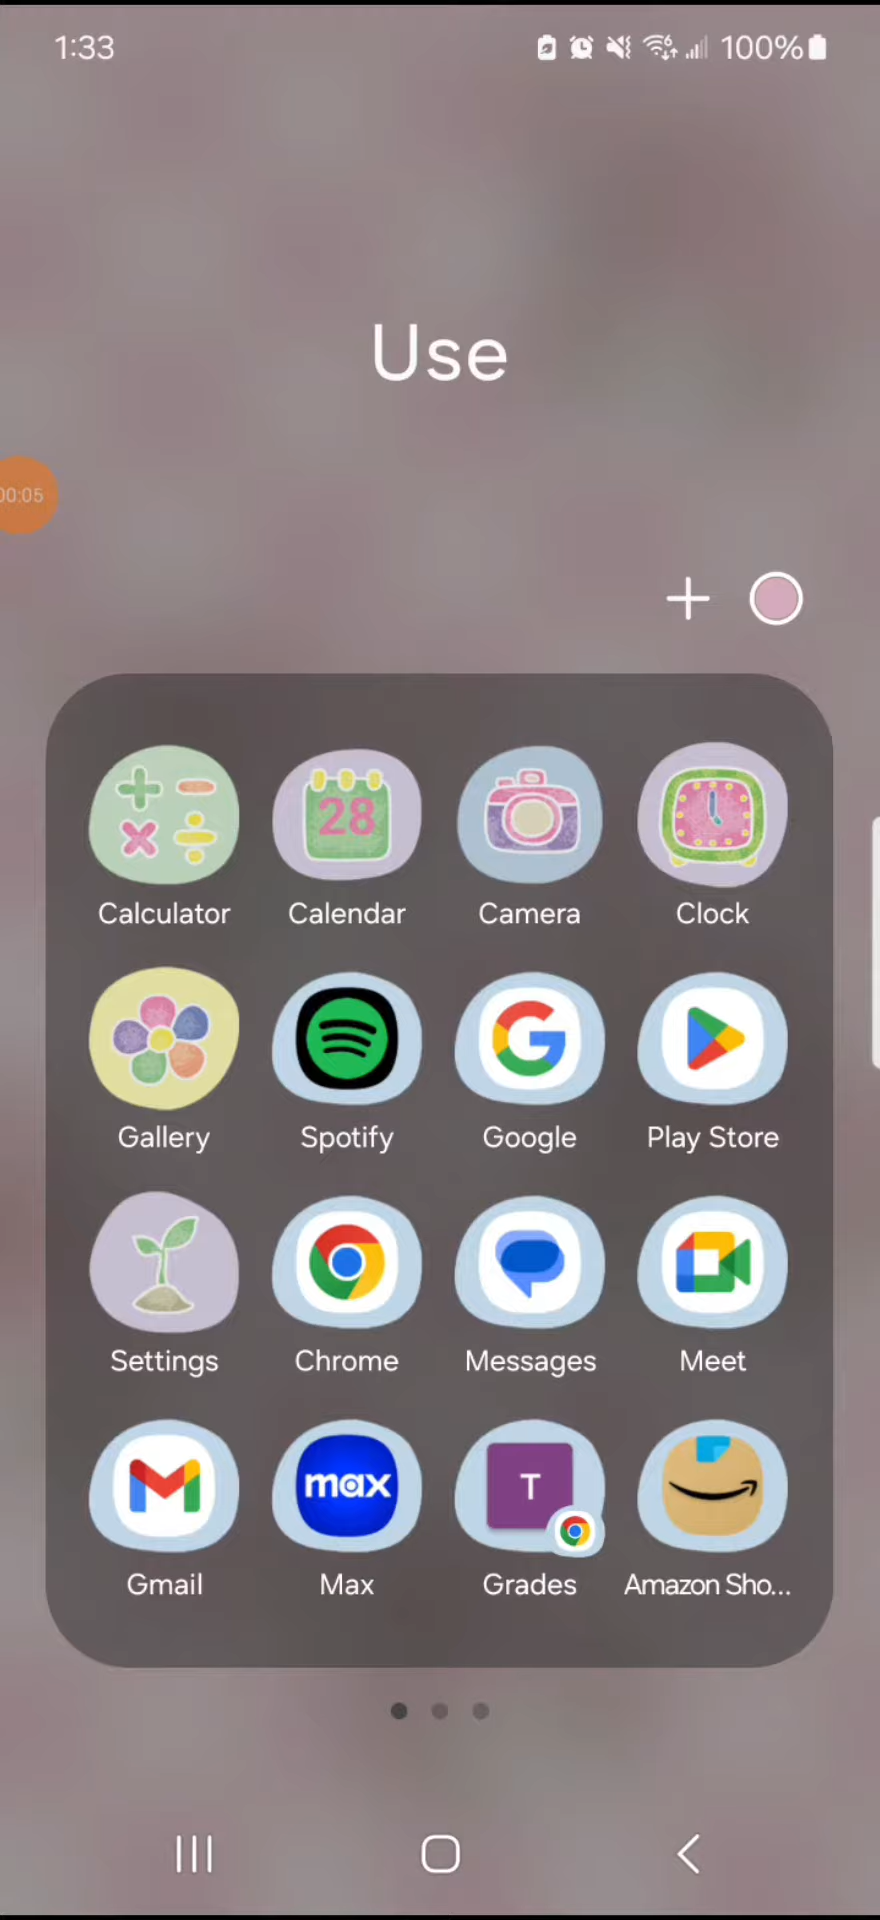 1:33
100%
Use
00:05
28
Calculator
Calendar
Camera
Clock
Gallery
Spotify
Google
Play Store
Settings
Chrome
Messages
Meet
max
T
Gmail
Max
Grades
Amazon Sho...